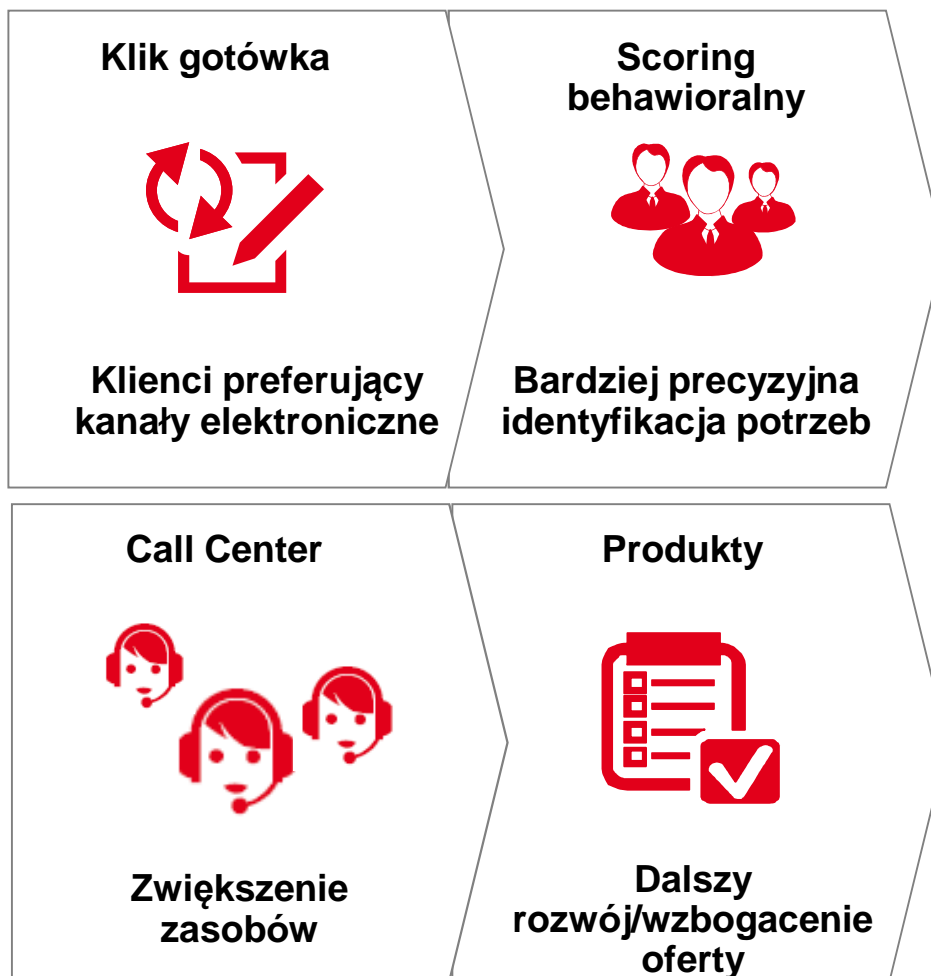 Klik gotówka
Scoring
behawioralny
Klienci preferujący
kanały elektroniczne
Bardziej precyzyjna
identyfikacja potrzeb
Call Center
Produkty
Zwiększenie
zasobów
Dalszy
rozwój/wzbogacenie
oferty